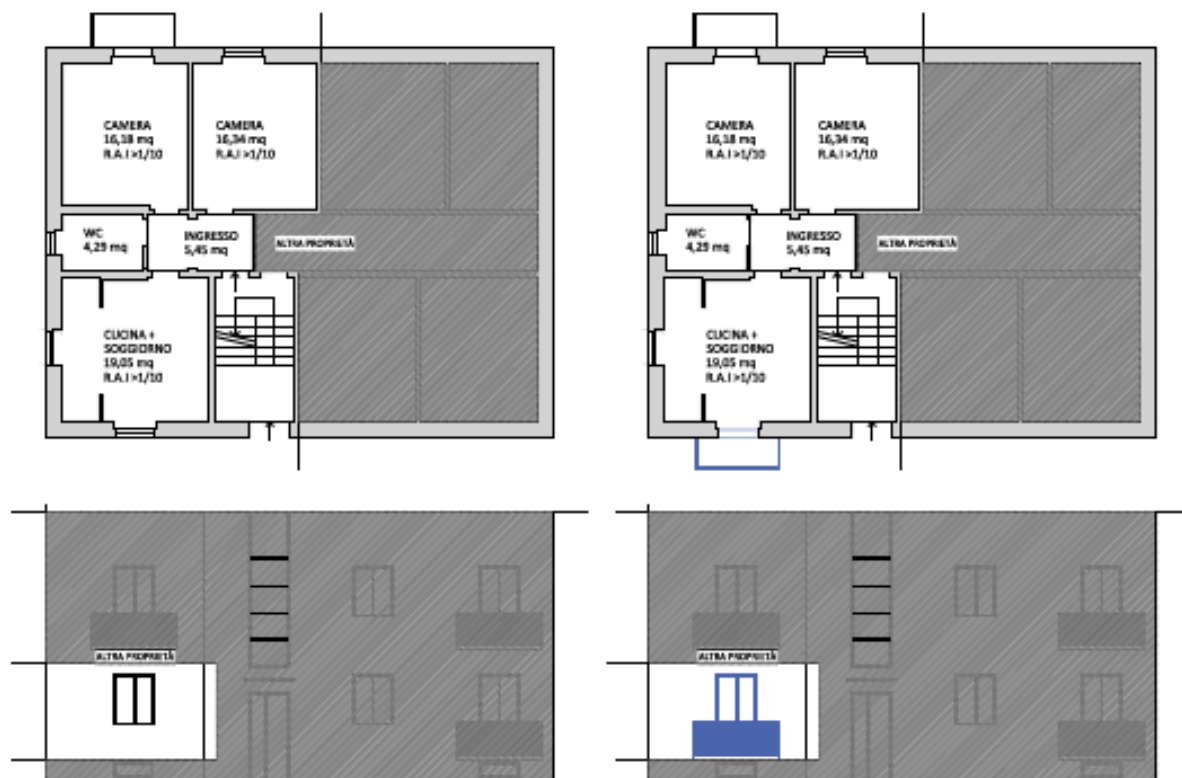 CAMERA
16,18 mq
R.A.I >1/10
CAMERA
16,34 mq
R.A.I >1/10
WC
4,29 mq
INGRESSO
5,45 mq
ALTRA PROPRIETÀ
CUCINA +
SOGGIORNO
19,05 mq
R.A.I >1/10
CAMERA
16,18 mq
R.A.I >1/10
CAMERA
16,34 mq
R.A.I >1/10
WC
4,29 mq
INGRESSO
5,45 mq
ALTRA PROPRIETÀ
CUCINA +
SOGGIORNO
19,05 mq
R.A.I >1/10
ALTRA PROPRIETÀ
ALTRA PROPRIETÀ